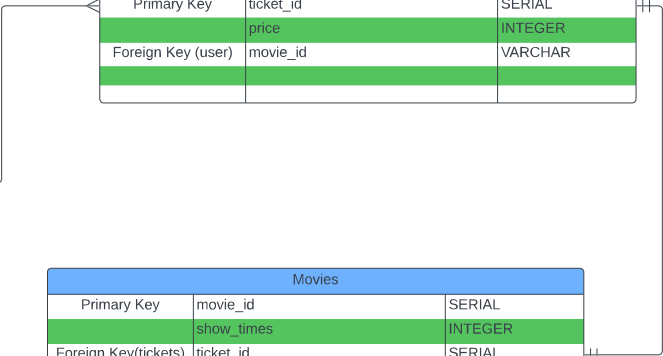 Primary Key ticket_id SERIAL
price INTEGER
Foreign Key (user) movie_id VARCHAR
Movies
Primary Key movie_id SERIAL
show_times INTEGER
Foreign Key(tickets) ticket_id SERIAL